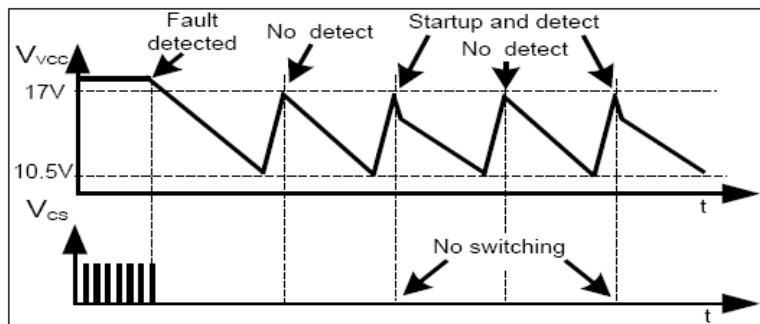 Fault
detected
No detect
Startup and detect
No detect
Vvcc
17V
10.5V
t
Vcs
No switching
t